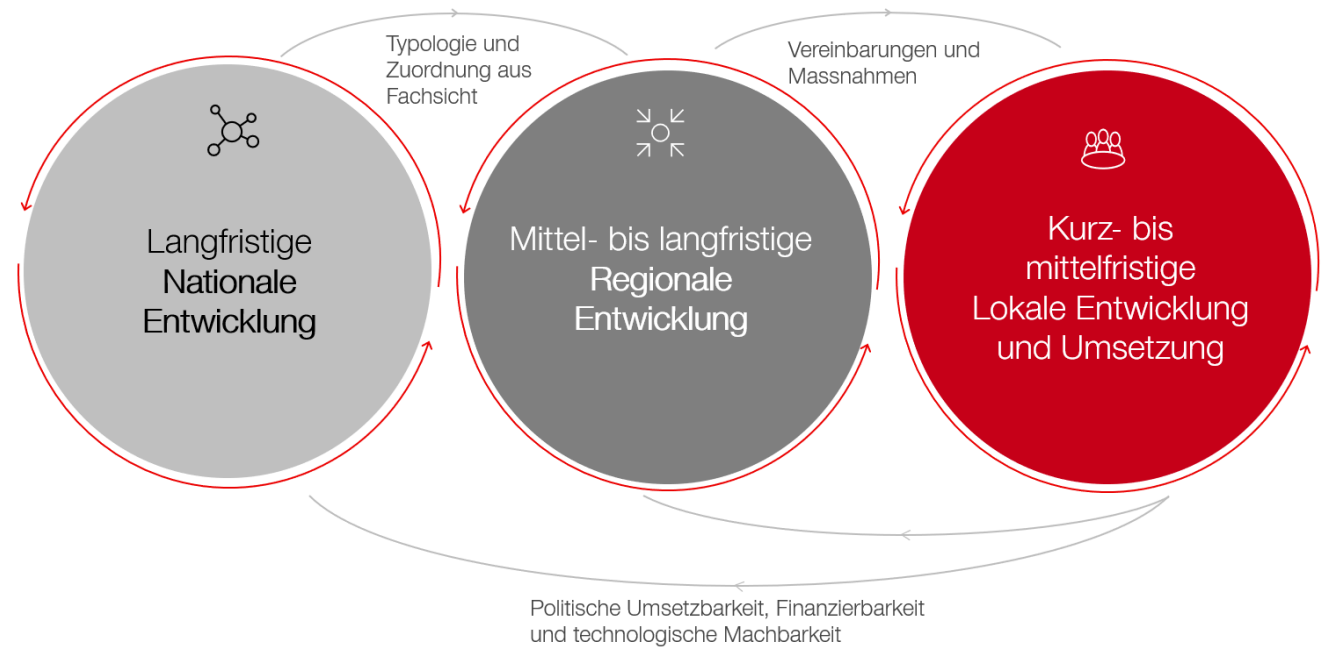 Typologie und
Zuordnung aus
Fachsicht
Vereinbarungen und
Massnahmen
Langfristige
Nationale
Entwicklung
Mittel- bis langfristige
Regionale
Entwicklung
Kurz- bis
mittelfristige
Lokale Entwicklung
und Umsetzung
Politische Umsetzbarkeit, Finanzierbarkeit
und technologische Machbarkeit